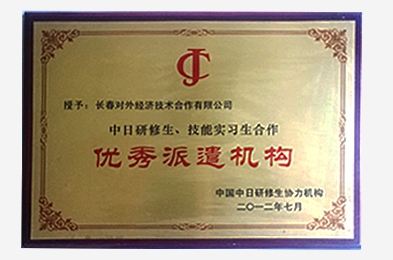 JC
授予：长春对外经济技术合作有限公司
中日研修生、技能实习生合作
优秀派遣机构
中国中日研修生协力机构
二〇一二年七月